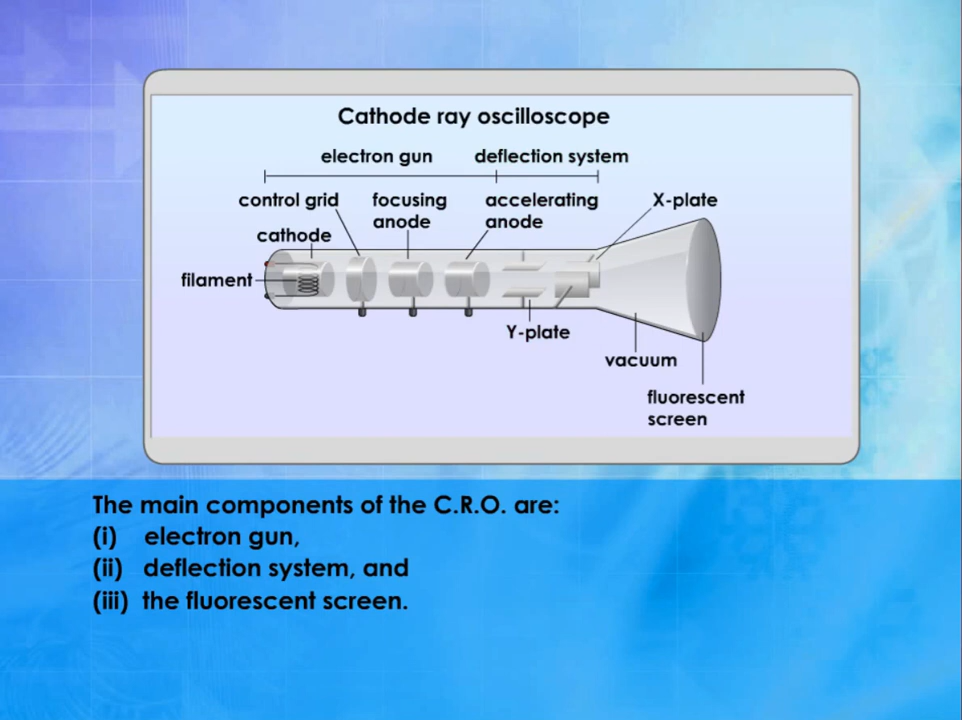 Cathode ray oscilloscope
electron gun
deflection system
control grid
focusing
anode
accelerating
anode
X-plate
cathode
filament
Y-plate
vacuum
fluorescent
screen
The main components of the C.R.O. are:
(i) electron gun,
(ii) deflection system, and
(iii) the fluorescent screen.